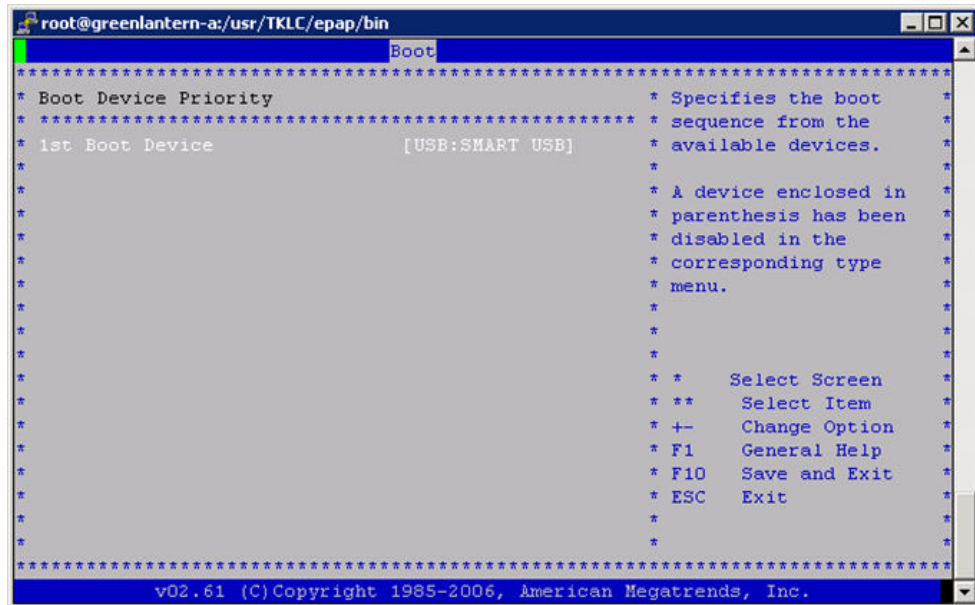 root@greenlantern-a:/usr/TKLC/epap/bin
Boot
********************************************************************************
* Boot Device Priority * Specifies the boot *
* *************************************************** * sequence from the *
* 1st Boot Device [USB:SMART USB] * available devices. *
* * *
* * A device enclosed in *
* * parenthesis has been *
* * disabled in the *
* * corresponding type *
* * menu. *
* * *
* * *
* * *
* * * Select Screen *
* * ** Select Item *
* * +- Change Option *
* * F1 General Help *
* * F10 Save and Exit *
* * ESC Exit *
* * *
* * *
********************************************************************************
v02.61 (C)Copyright 1985-2006, American Megatrends, Inc.